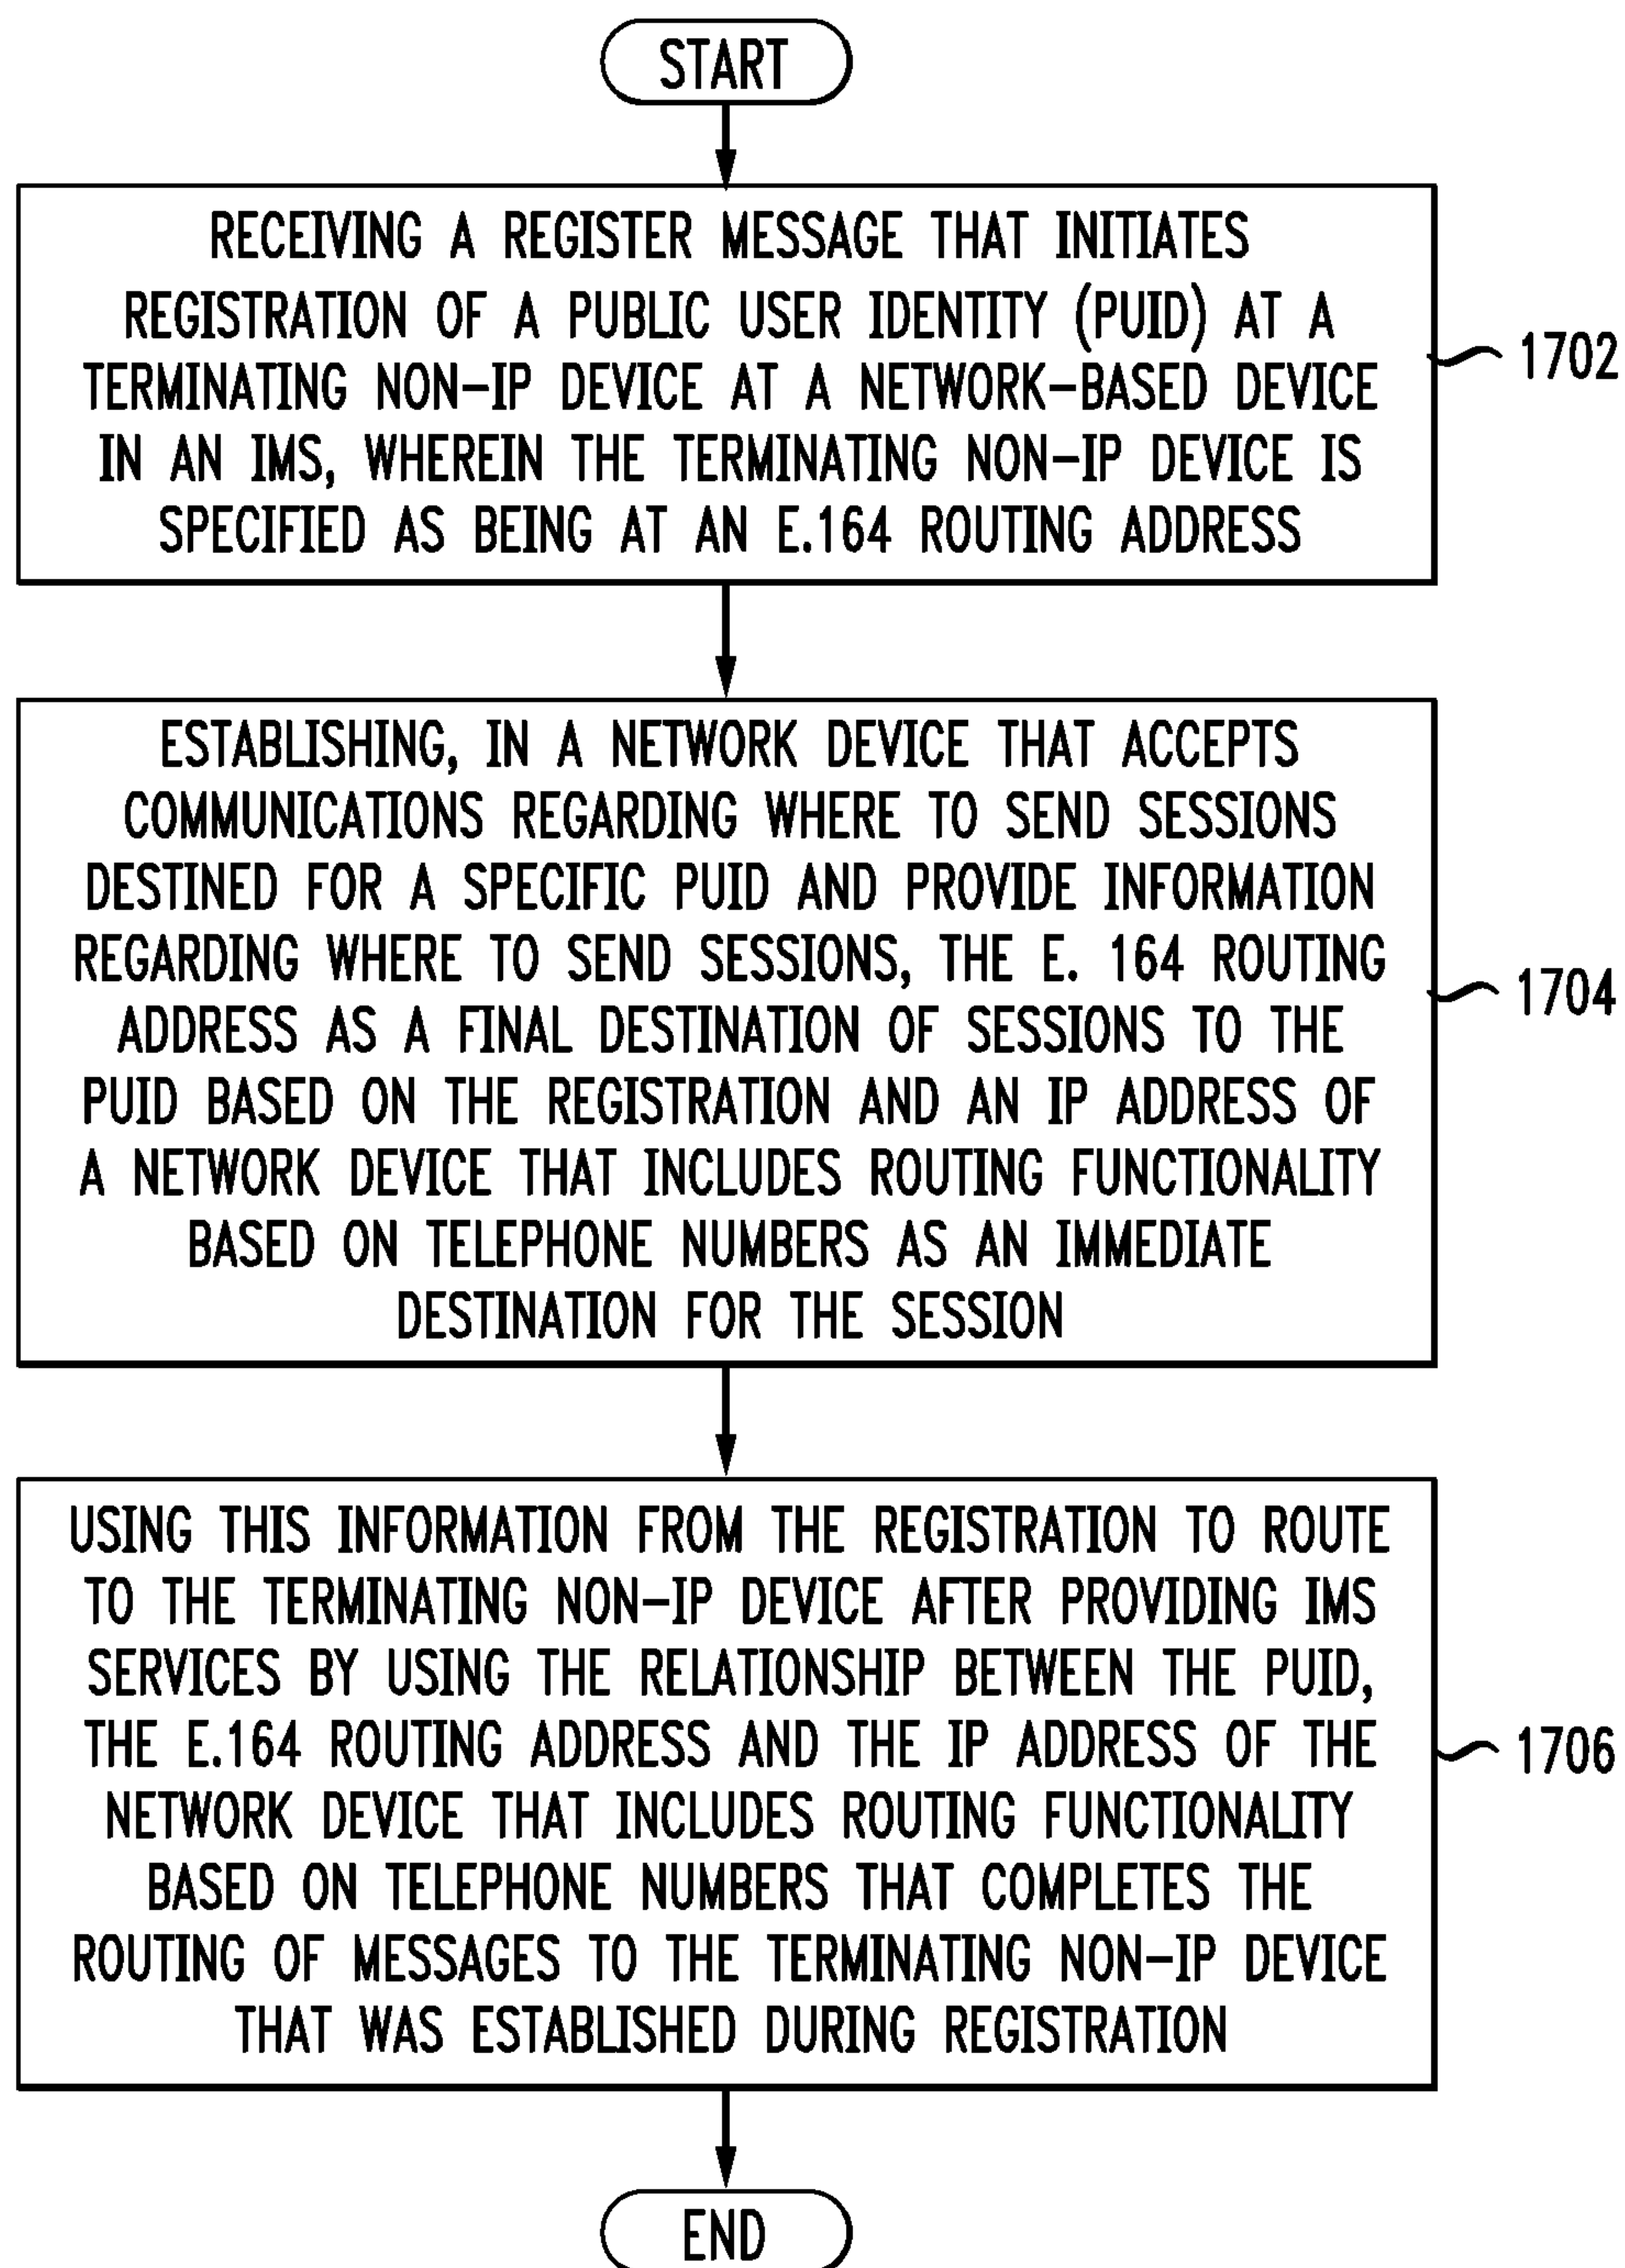 START
RECEIVING A REGISTER MESSAGE THAT INITIATES
REGISTRATION OF A PUBLIC USER IDENTITY (PUID) AT A
TERMINATING NON-IP DEVICE AT A NETWORK-BASED DEVICE
IN AN IMS, WHEREIN THE TERMINATING NON-IP DEVICE IS
SPECIFIED AS BEING AT AN E.164 ROUTING ADDRESS
1702
ESTABLISHING, IN A NETWORK DEVICE THAT ACCEPTS
COMMUNICATIONS REGARDING WHERE TO SEND SESSIONS
DESTINED FOR A SPECIFIC PUID AND PROVIDE INFORMATION
REGARDING WHERE TO SEND SESSIONS, THE E. 164 ROUTING
ADDRESS AS A FINAL DESTINATION OF SESSIONS TO THE
PUID BASED ON THE REGISTRATION AND AN IP ADDRESS OF
A NETWORK DEVICE THAT INCLUDES ROUTING FUNCTIONALITY
BASED ON TELEPHONE NUMBERS AS AN IMMEDIATE
DESTINATION FOR THE SESSION
1704
USING THIS INFORMATION FROM THE REGISTRATION TO ROUTE
TO THE TERMINATING NON-IP DEVICE AFTER PROVIDING IMS
SERVICES BY USING THE RELATIONSHIP BETWEEN THE PUID,
THE E.164 ROUTING ADDRESS AND THE IP ADDRESS OF THE
NETWORK DEVICE THAT INCLUDES ROUTING FUNCTIONALITY
BASED ON TELEPHONE NUMBERS THAT COMPLETES THE
ROUTING OF MESSAGES TO THE TERMINATING NON-IP DEVICE
THAT WAS ESTABLISHED DURING REGISTRATION
1706
END